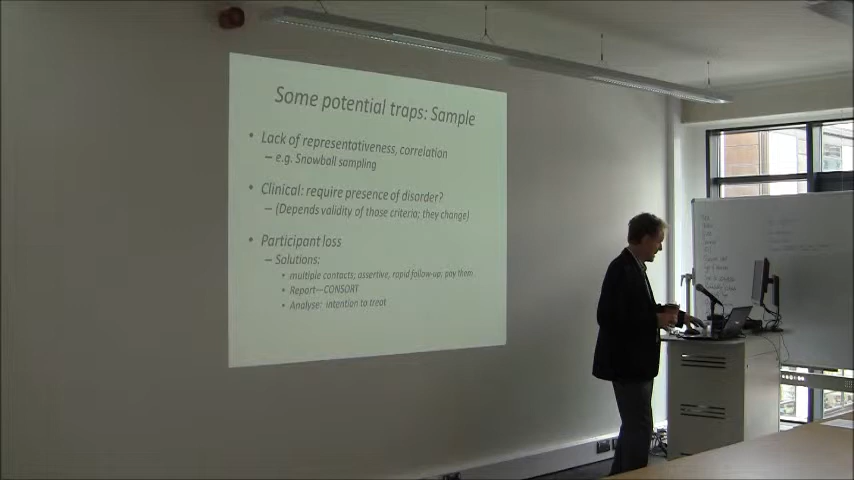 Some potential traps: Sample
• Lack of representativeness, correlation
– e.g. Snowball sampling
• Clinical: require presence of disorder?
– (Depends validity of those criteria; they change)
• Participant loss
– Solutions:
• multiple contacts; assertive, rapid follow-up; pay them
• Report—CONSORT
• Analyse: intention to treat